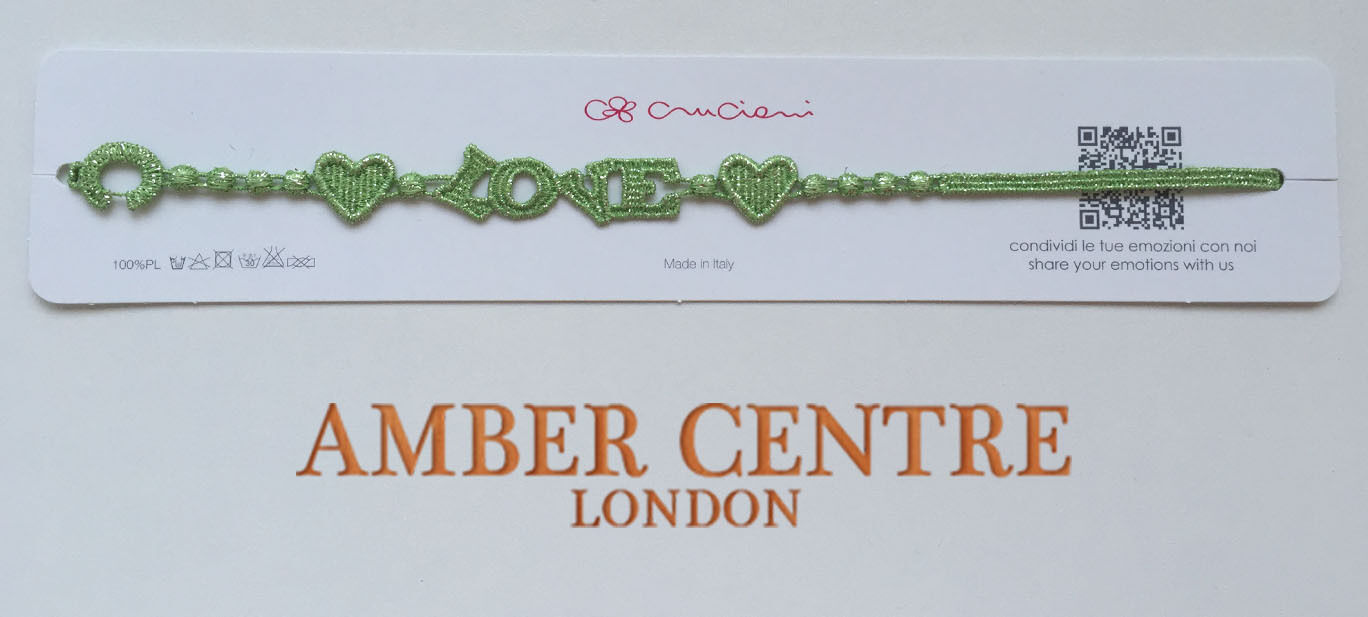 cruciani
LOVE
100%PL
Made in Italy
condividi le tue emozioni con noi
share your emotions with us
AMBER CENTRE
LONDON